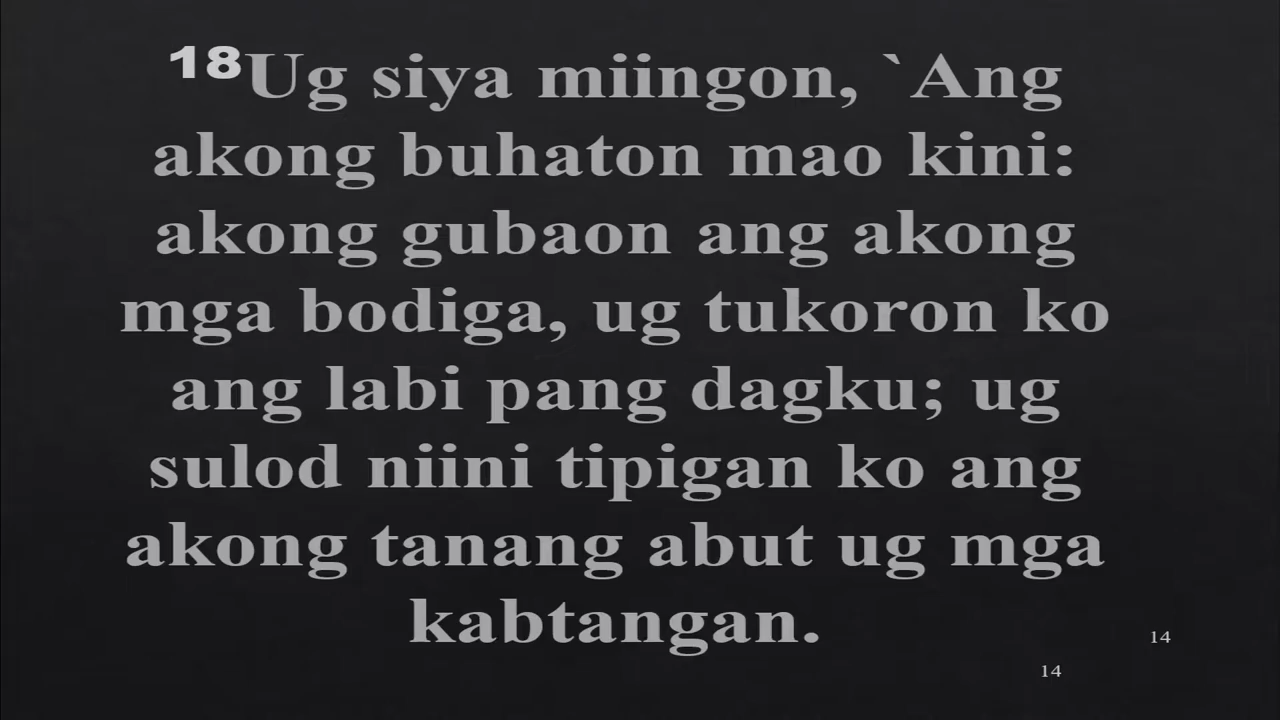 18Ug siya miingon, `Ang
akong buhaton mao kini:
akong gubaon ang akong
mga bodiga, ug tukoron ko
ang labi pang dagku; ug
sulod niini tipigan ko ang
akong tanang abut ug mga
kabtangan.
14
14